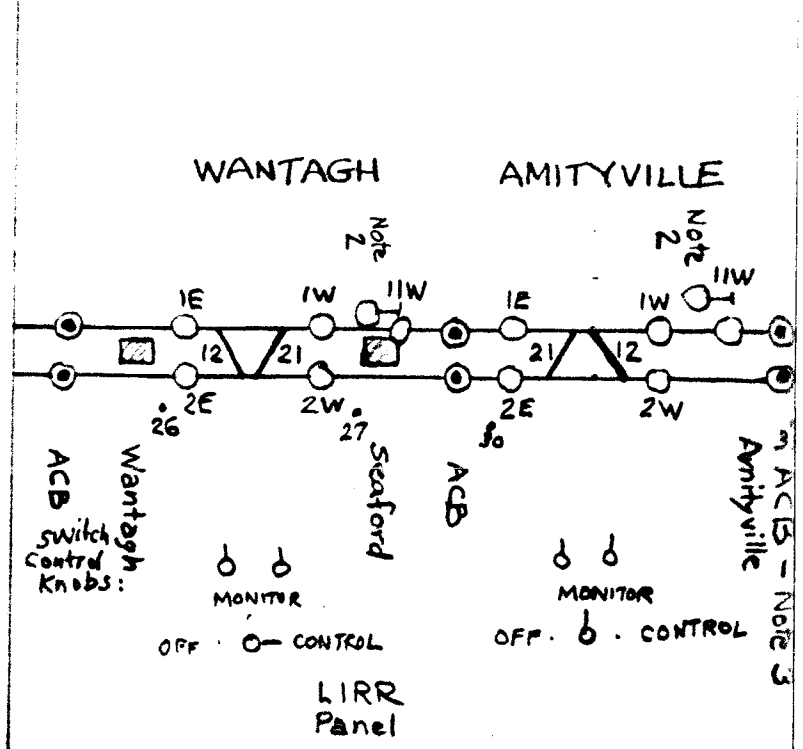 WANTAGH AMITYVILLE
Note 2
Note 2
1E 1W 11W 1E 1W 11W
12 21 21 12
2E 2W 2E 2W
26 27
ACB
Wantagh
Seaford
ACB
Amityville
ACB - Note 3
Switch
Control
Knobs:
MONITOR
OFF · CONTROL
MONITOR
OFF · · CONTROL
LIRR
Panel